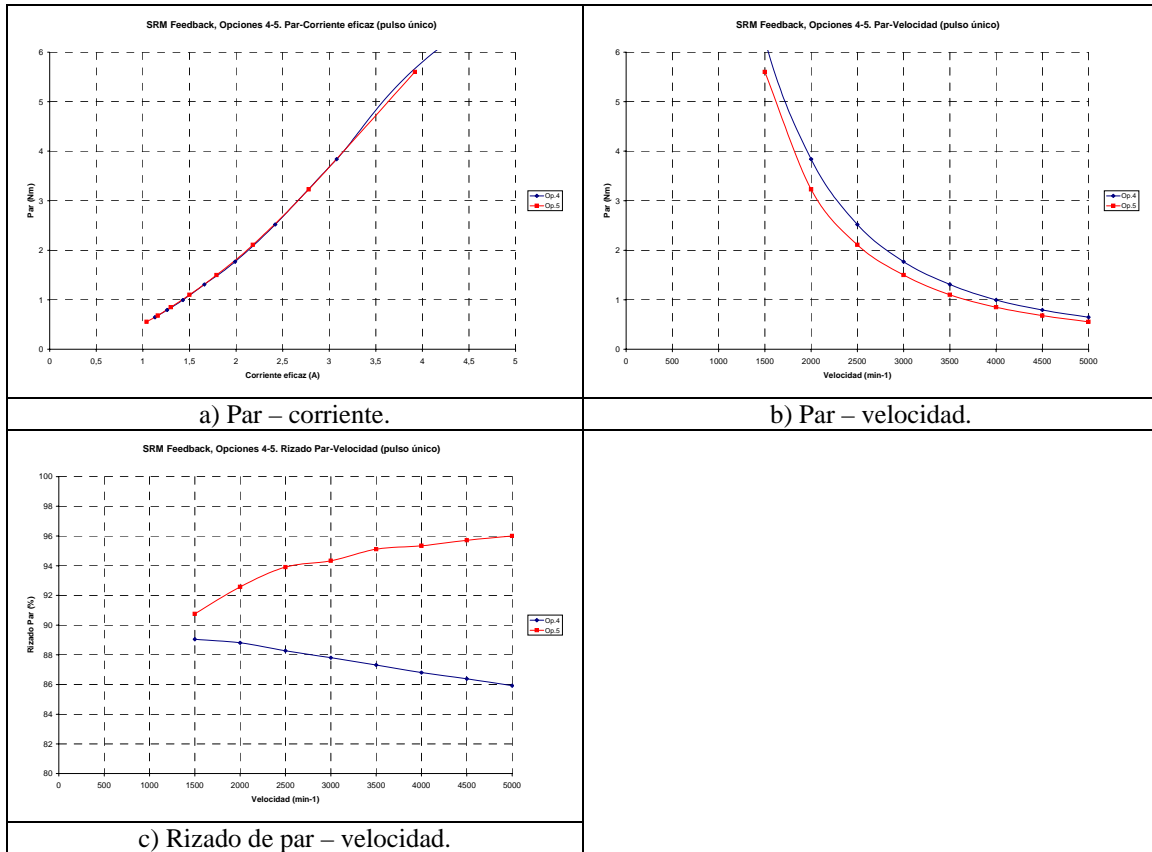 SRM Feedback, Opciones 4-5. Par-Corriente eficaz (pulso único)
6
5
4
3
2
1
0
Par (Nm)
0 0,5 1 1,5 2 2,5 3 3,5 4 4,5 5
Corriente eficaz (A)
Op.4
Op.5
a) Par – corriente.
SRM Feedback, Opciones 4-5. Par-Velocidad (pulso único)
6
5
4
3
2
1
0
Par (Nm)
0 500 1000 1500 2000 2500 3000 3500 4000 4500 5000
Velocidad (min-1)
Op.4
Op.5
b) Par – velocidad.
SRM Feedback, Opciones 4-5. Rizado Par-Velocidad (pulso único)
100
98
96
94
92
90
88
86
84
82
80
Rizado Par (%)
0 500 1000 1500 2000 2500 3000 3500 4000 4500 5000
Velocidad (min-1)
Op.4
Op.5
c) Rizado de par – velocidad.